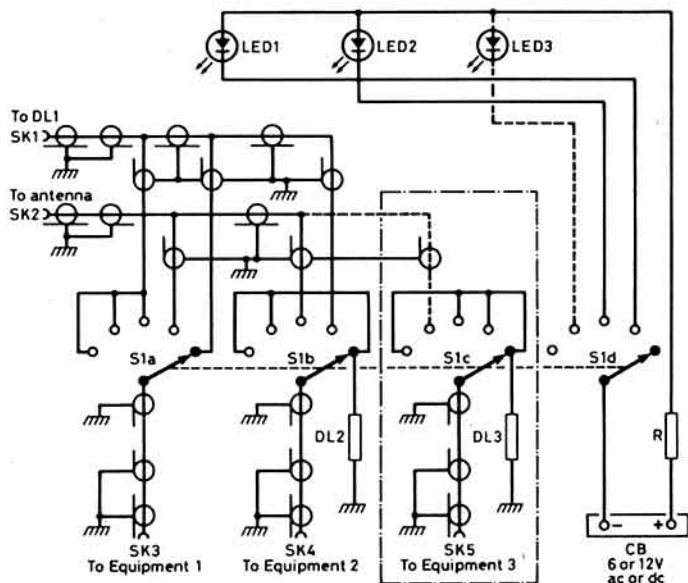 LED1
LED2
LED3
To DL1
SK1
To antenna
SK2
S1a
S1b
S1c
S1d
DL2
DL3
R
SK3
To Equipment 1
SK4
To Equipment 2
SK5
To Equipment 3
- +
CB
6 or 12V
ac or dc